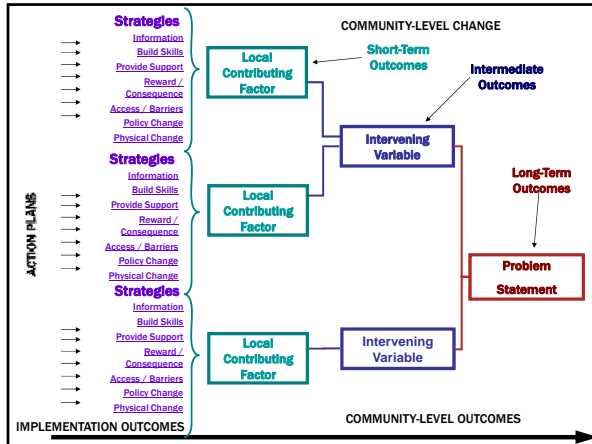 COMMUNITY-LEVEL CHANGE
Strategies
Information
Build Skills
Provide Support
Reward /
Consequence
Access / Barriers
Policy Change
Physical Change
Local
Contributing
Factor
Short-Term
Outcomes
Intermediate
Outcomes
Intervening
Variable
Strategies
Information
Build Skills
Provide Support
Reward /
Consequence
Access / Barriers
Policy Change
Physical Change
Local
Contributing
Factor
Long-Term
Outcomes
Problem
Statement
ACTION PLANS
Strategies
Information
Build Skills
Provide Support
Reward /
Consequence
Access / Barriers
Policy Change
Physical Change
Local
Contributing
Factor
Intervening
Variable
IMPLEMENTATION OUTCOMES
COMMUNITY-LEVEL OUTCOMES